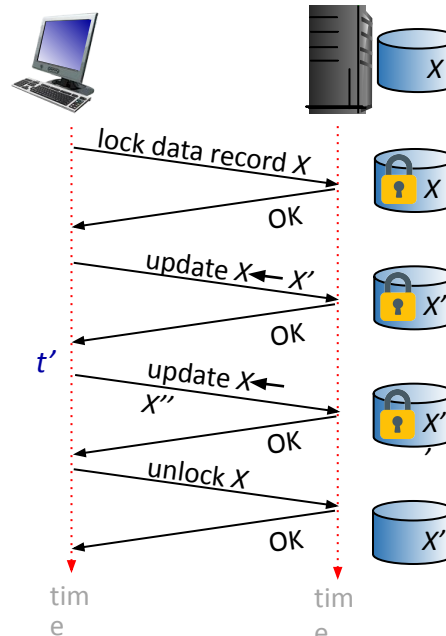 X
lock data record X
X
OK
update X ← X’
X’
OK
t’
update X ←
X’’
X’
’
OK
unlock X
X’
OK
tim
e
tim
e